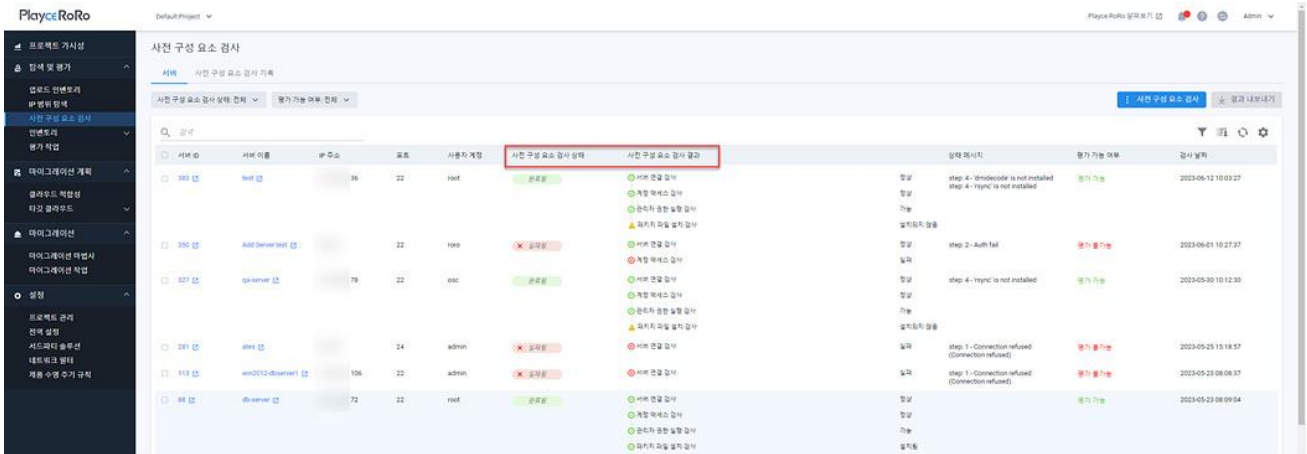 Playce RoRo
Default Project
Playce RoRo 살펴보기
Admin
프로젝트 가시성
탐색 및 평가
업로드 인벤토리
IP 범위 탐색
사전 구성 요소 검사
인벤토리
평가 작업
마이그레이션 계획
클라우드 적합성
타깃 클라우드
마이그레이션
마이그레이션 마법사
마이그레이션 작업
설정
프로젝트 관리
전역 설정
서드파티 솔루션
네트워크 필터
제품 수명 주기 규칙
사전 구성 요소 검사
서버 사전 구성 요소 검사 기록
사전 구성 요소 검사 상태: 전체 평가 가능 여부: 전체
사전 구성 요소 검사 결과 내보내기
검색
서버 ID 서버 이름 IP 주소 포트 사용자 계정 사전 구성 요소 검사 상태 사전 구성 요소 검사 결과 상태 메시지 평가 가능 여부 검사 날짜
383 test 36 22 root 완료됨 서버 연결 검사 정상 step: 4 - 'dmidecode' is not installed 평가 가능 2023-06-12 10:03:27
계정 액세스 검사 정상 step: 4 - 'rsync' is not installed
관리자 권한 실행 검사 가능
패키지 파일 설치 검사 설치되지 않음
350 Add Server test 22 roro 실패됨 서버 연결 검사 정상 step: 2 - Auth fail 평가 불가능 2023-06-01 10:27:37
계정 액세스 검사 실패
327 qa-server 78 22 osc 완료됨 서버 연결 검사 정상 step: 4 - 'rsync' is not installed 평가 가능 2023-05-30 10:12:30
계정 액세스 검사 정상
관리자 권한 실행 검사 가능
패키지 파일 설치 검사 설치되지 않음
281 ates 24 admin 실패됨 서버 연결 검사 실패 step: 1 - Connection refused 평가 불가능 2023-05-25 15:18:57
(Connection refused)
113 win2012-dbserver1 106 22 admin 실패됨 서버 연결 검사 실패 step: 1 - Connection refused 평가 불가능 2023-05-23 08:08:37
(Connection refused)
88 db-server 72 22 root 완료됨 서버 연결 검사 정상 평가 가능 2023-05-23 08:09:04
계정 액세스 검사 정상
관리자 권한 실행 검사 가능
패키지 파일 설치 검사 설치됨